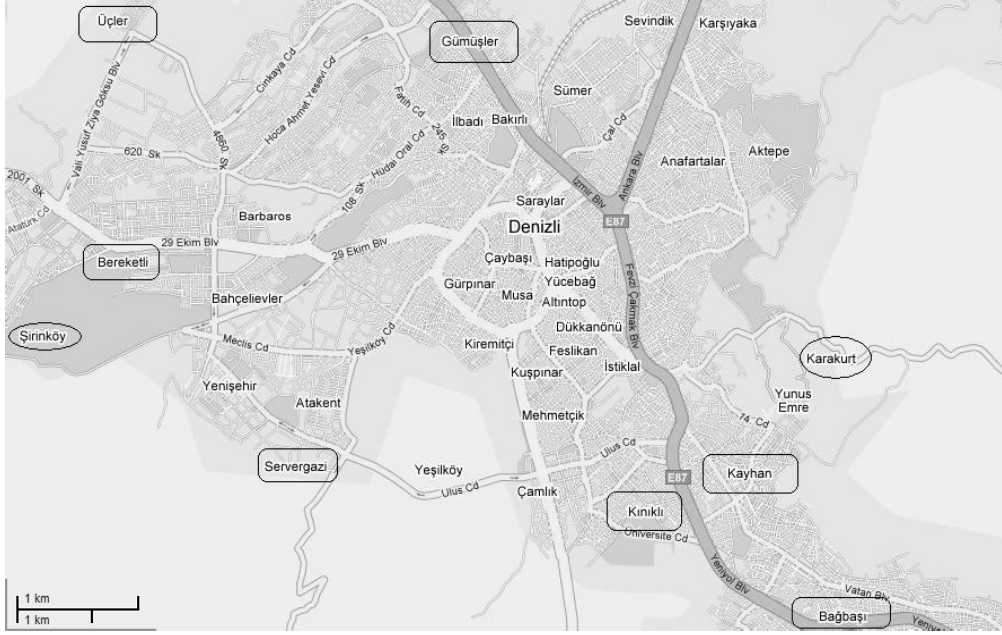 Üçler
Gümüşler
Sevindik
Karşıyaka
Cinkaya Cd
Hoca Ahmet Yesevi Cd
Vali Yusuf Ziya Göksu Blv
Fatih Cd
Sümer
İlbadı
Bakırlı
Çal Cd
4860. Sk
245. Sk
620. Sk
Hüdai Oral Cd
Anafartalar
Aktepe
2001. Sk
Ankara Blv
İzmir Blv
108. Sk
Saraylar
Atatürk Cd
Barbaros
E87
Denizli
29 Ekim Blv
29 Ekim Blv
Bereketli
Çaybaşı
Hatipoğlu
Yücebağ
Gürpınar
Musa
Altıntop
Bahçelievler
Fevzi Çakmak Blv
Dükkanönü
Şirinköy
Meclis Cd
Yeşilköy Cd
Kiremitçi
Feslikan
İstiklal
Karakurt
Kuşpınar
Yenişehir
Yunus
Emre
Atakent
Mehmetçik
14. Cd
Ulus Cd
Servergazi
Yeşilköy
Kayhan
E87
Ulus Cd
Çamlık
Kınıklı
Üniversite Cd
Yeniyol Blv
Vatan Blv
1 km
1 km
Bağbaşı